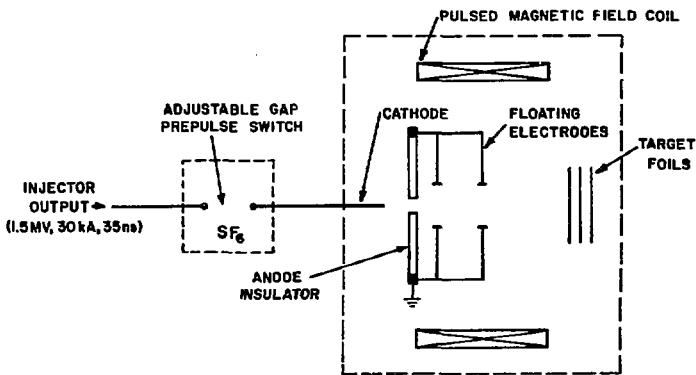 PULSED MAGNETIC FIELD COIL
ADJUSTABLE GAP
PREPULSE SWITCH
CATHODE
FLOATING
ELECTRODES
TARGET
FOILS
INJECTOR
OUTPUT
(1.5MV, 30kA, 35ns)
SF6
ANODE
INSULATOR